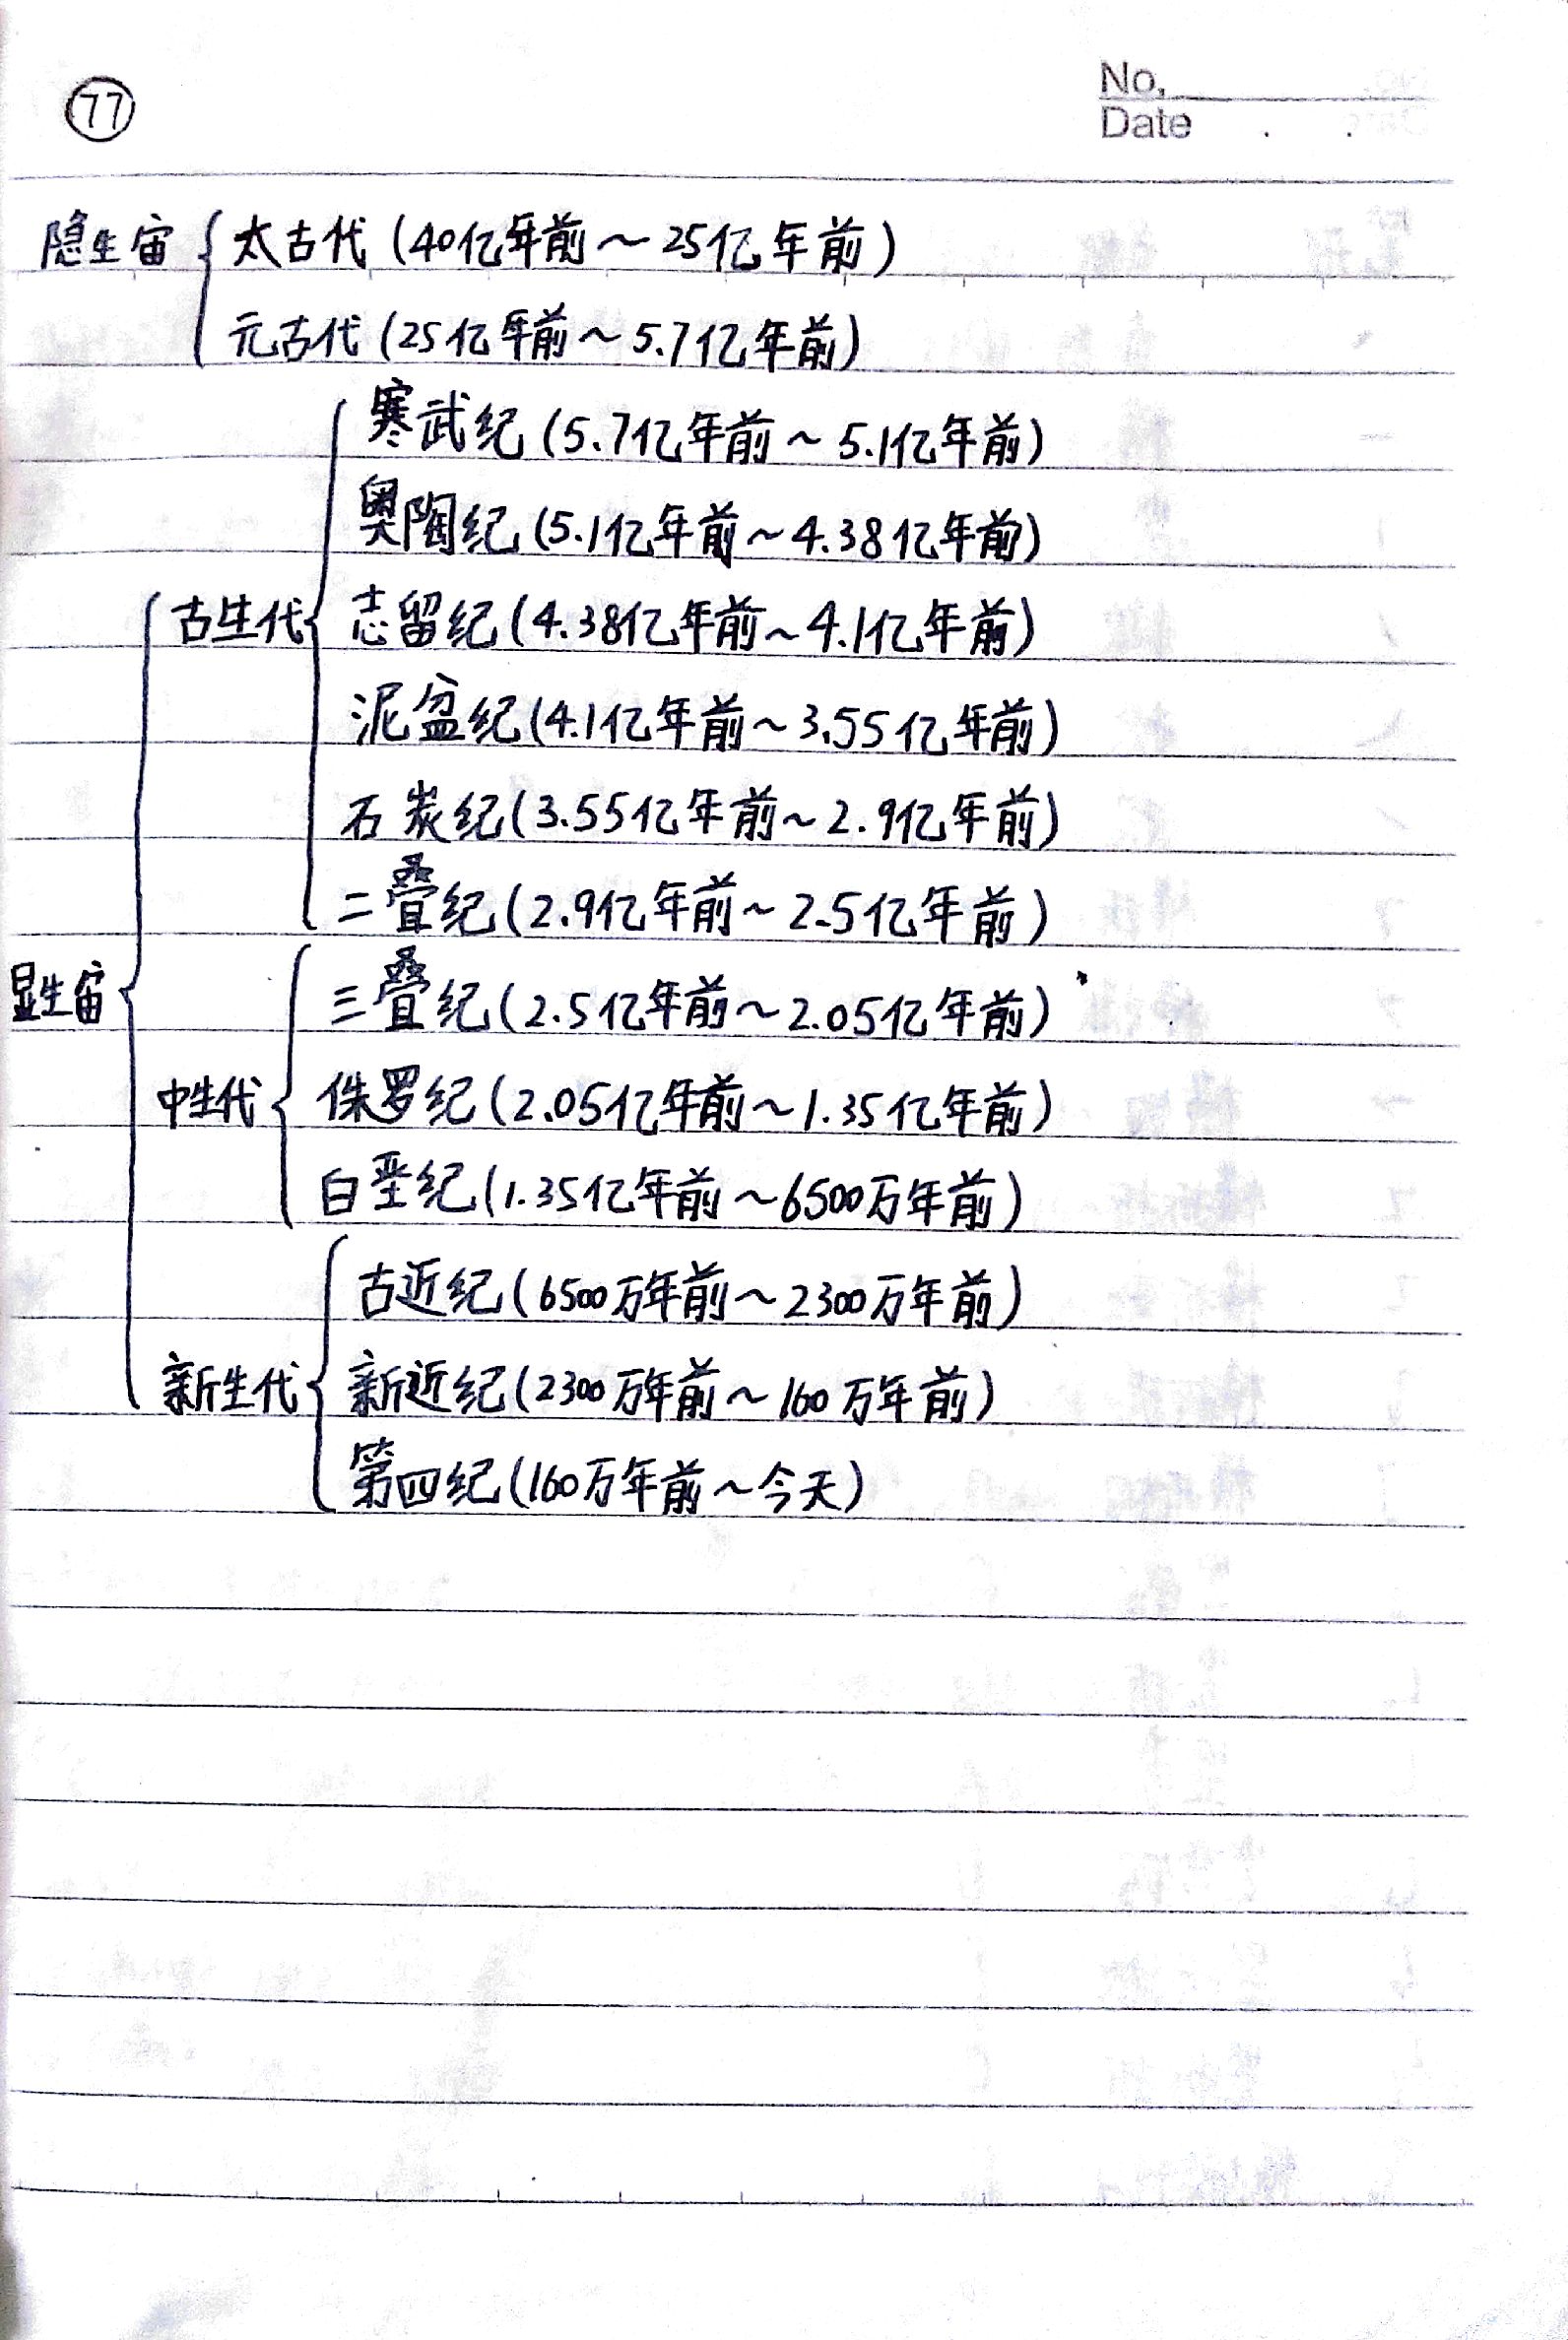 77
No.
Date . .
隐生宙 { 太古代 (40亿年前~25亿年前)
元古代 (25亿年前~5.7亿年前)
寒武纪 (5.7亿年前~5.1亿年前)
奥陶纪 (5.1亿年前~4.38亿年前)
古生代 { 志留纪 (4.38亿年前~4.1亿年前)
泥盆纪 (4.1亿年前~3.55亿年前)
石炭纪 (3.55亿年前~2.9亿年前)
二叠纪 (2.9亿年前~2.5亿年前)
显生宙 { 三叠纪 (2.5亿年前~2.05亿年前)
中生代 { 侏罗纪 (2.05亿年前~1.35亿年前)
白垩纪 (1.35亿年前~6500万年前)
古近纪 (6500万年前~2300万年前)
新生代 { 新近纪 (2300万年前~160万年前)
第四纪 (160万年前~今天)